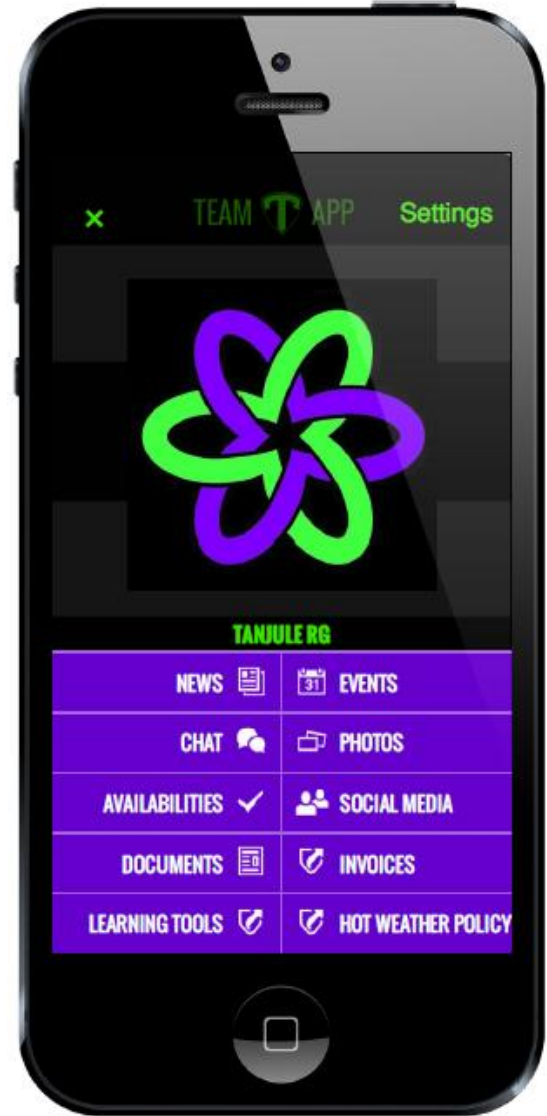 × TEAM T APP Settings
TANJULE RG
NEWS 31 EVENTS
CHAT PHOTOS
AVAILABILITIES SOCIAL MEDIA
DOCUMENTS INVOICES
LEARNING TOOLS HOT WEATHER POLICY